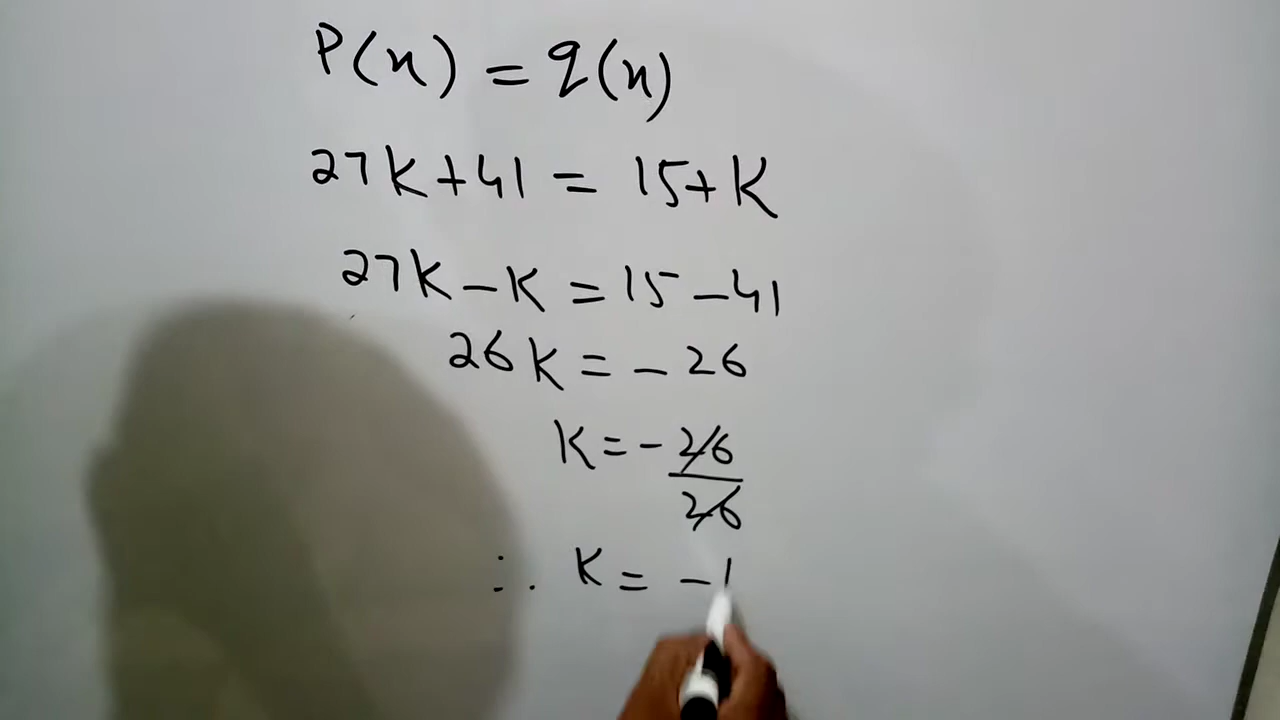 P(x) = q(x)
27K+41 = 15+K
27K-K = 15-41
26K = -26
K = -26/26
∴ K = -1